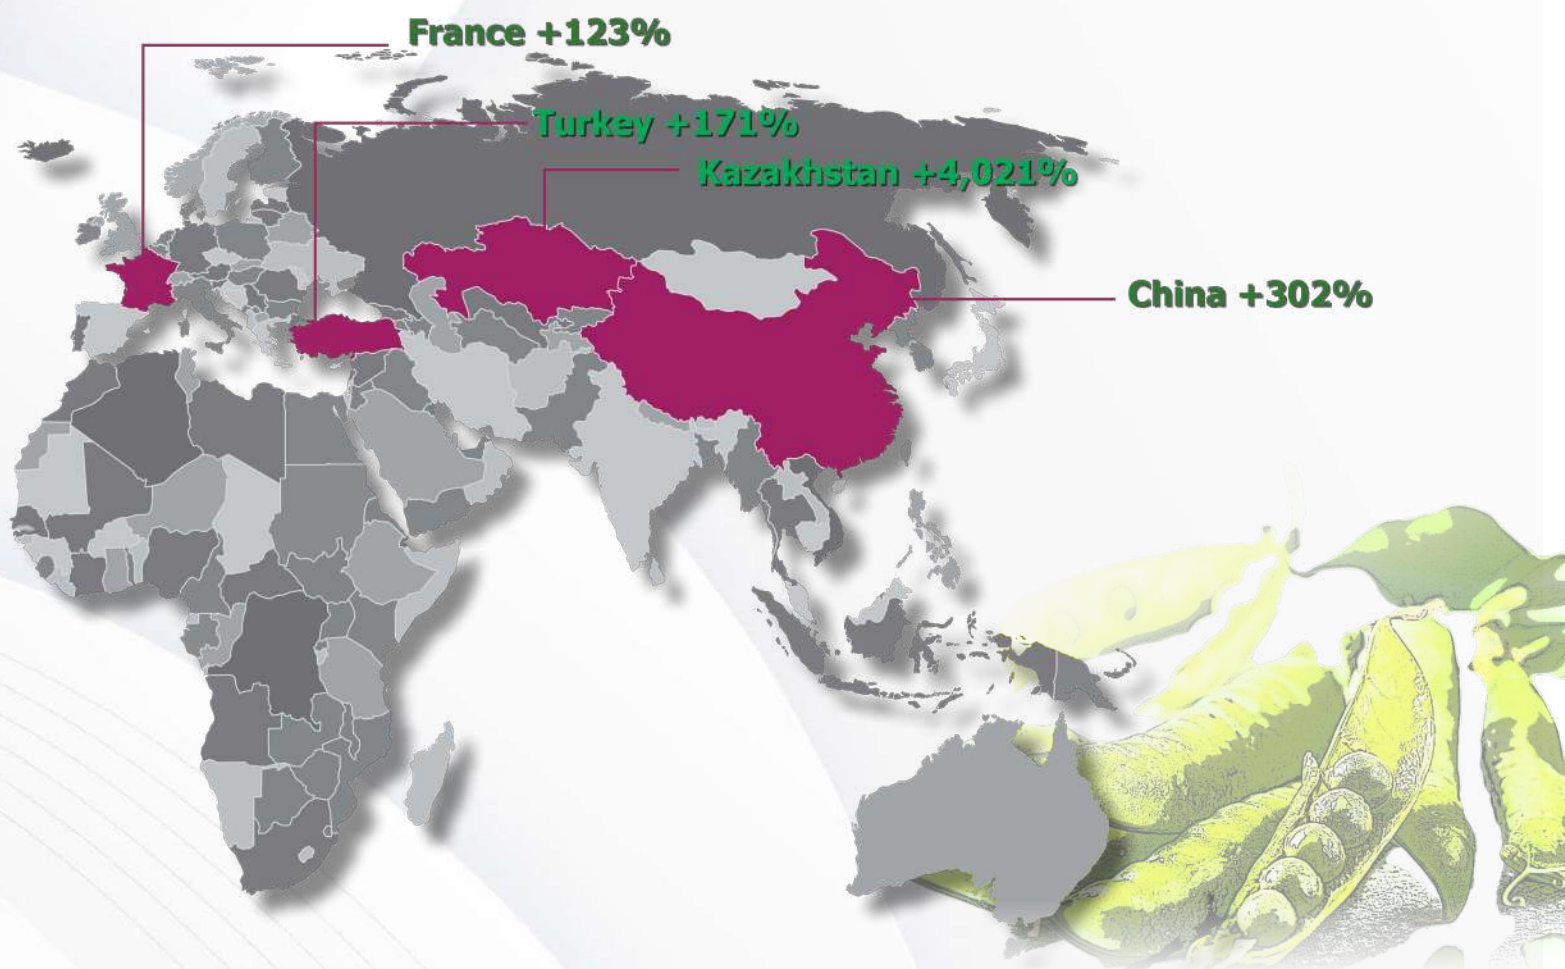 France +123%
Turkey +171%
Kazakhstan +4,021%
China +302%